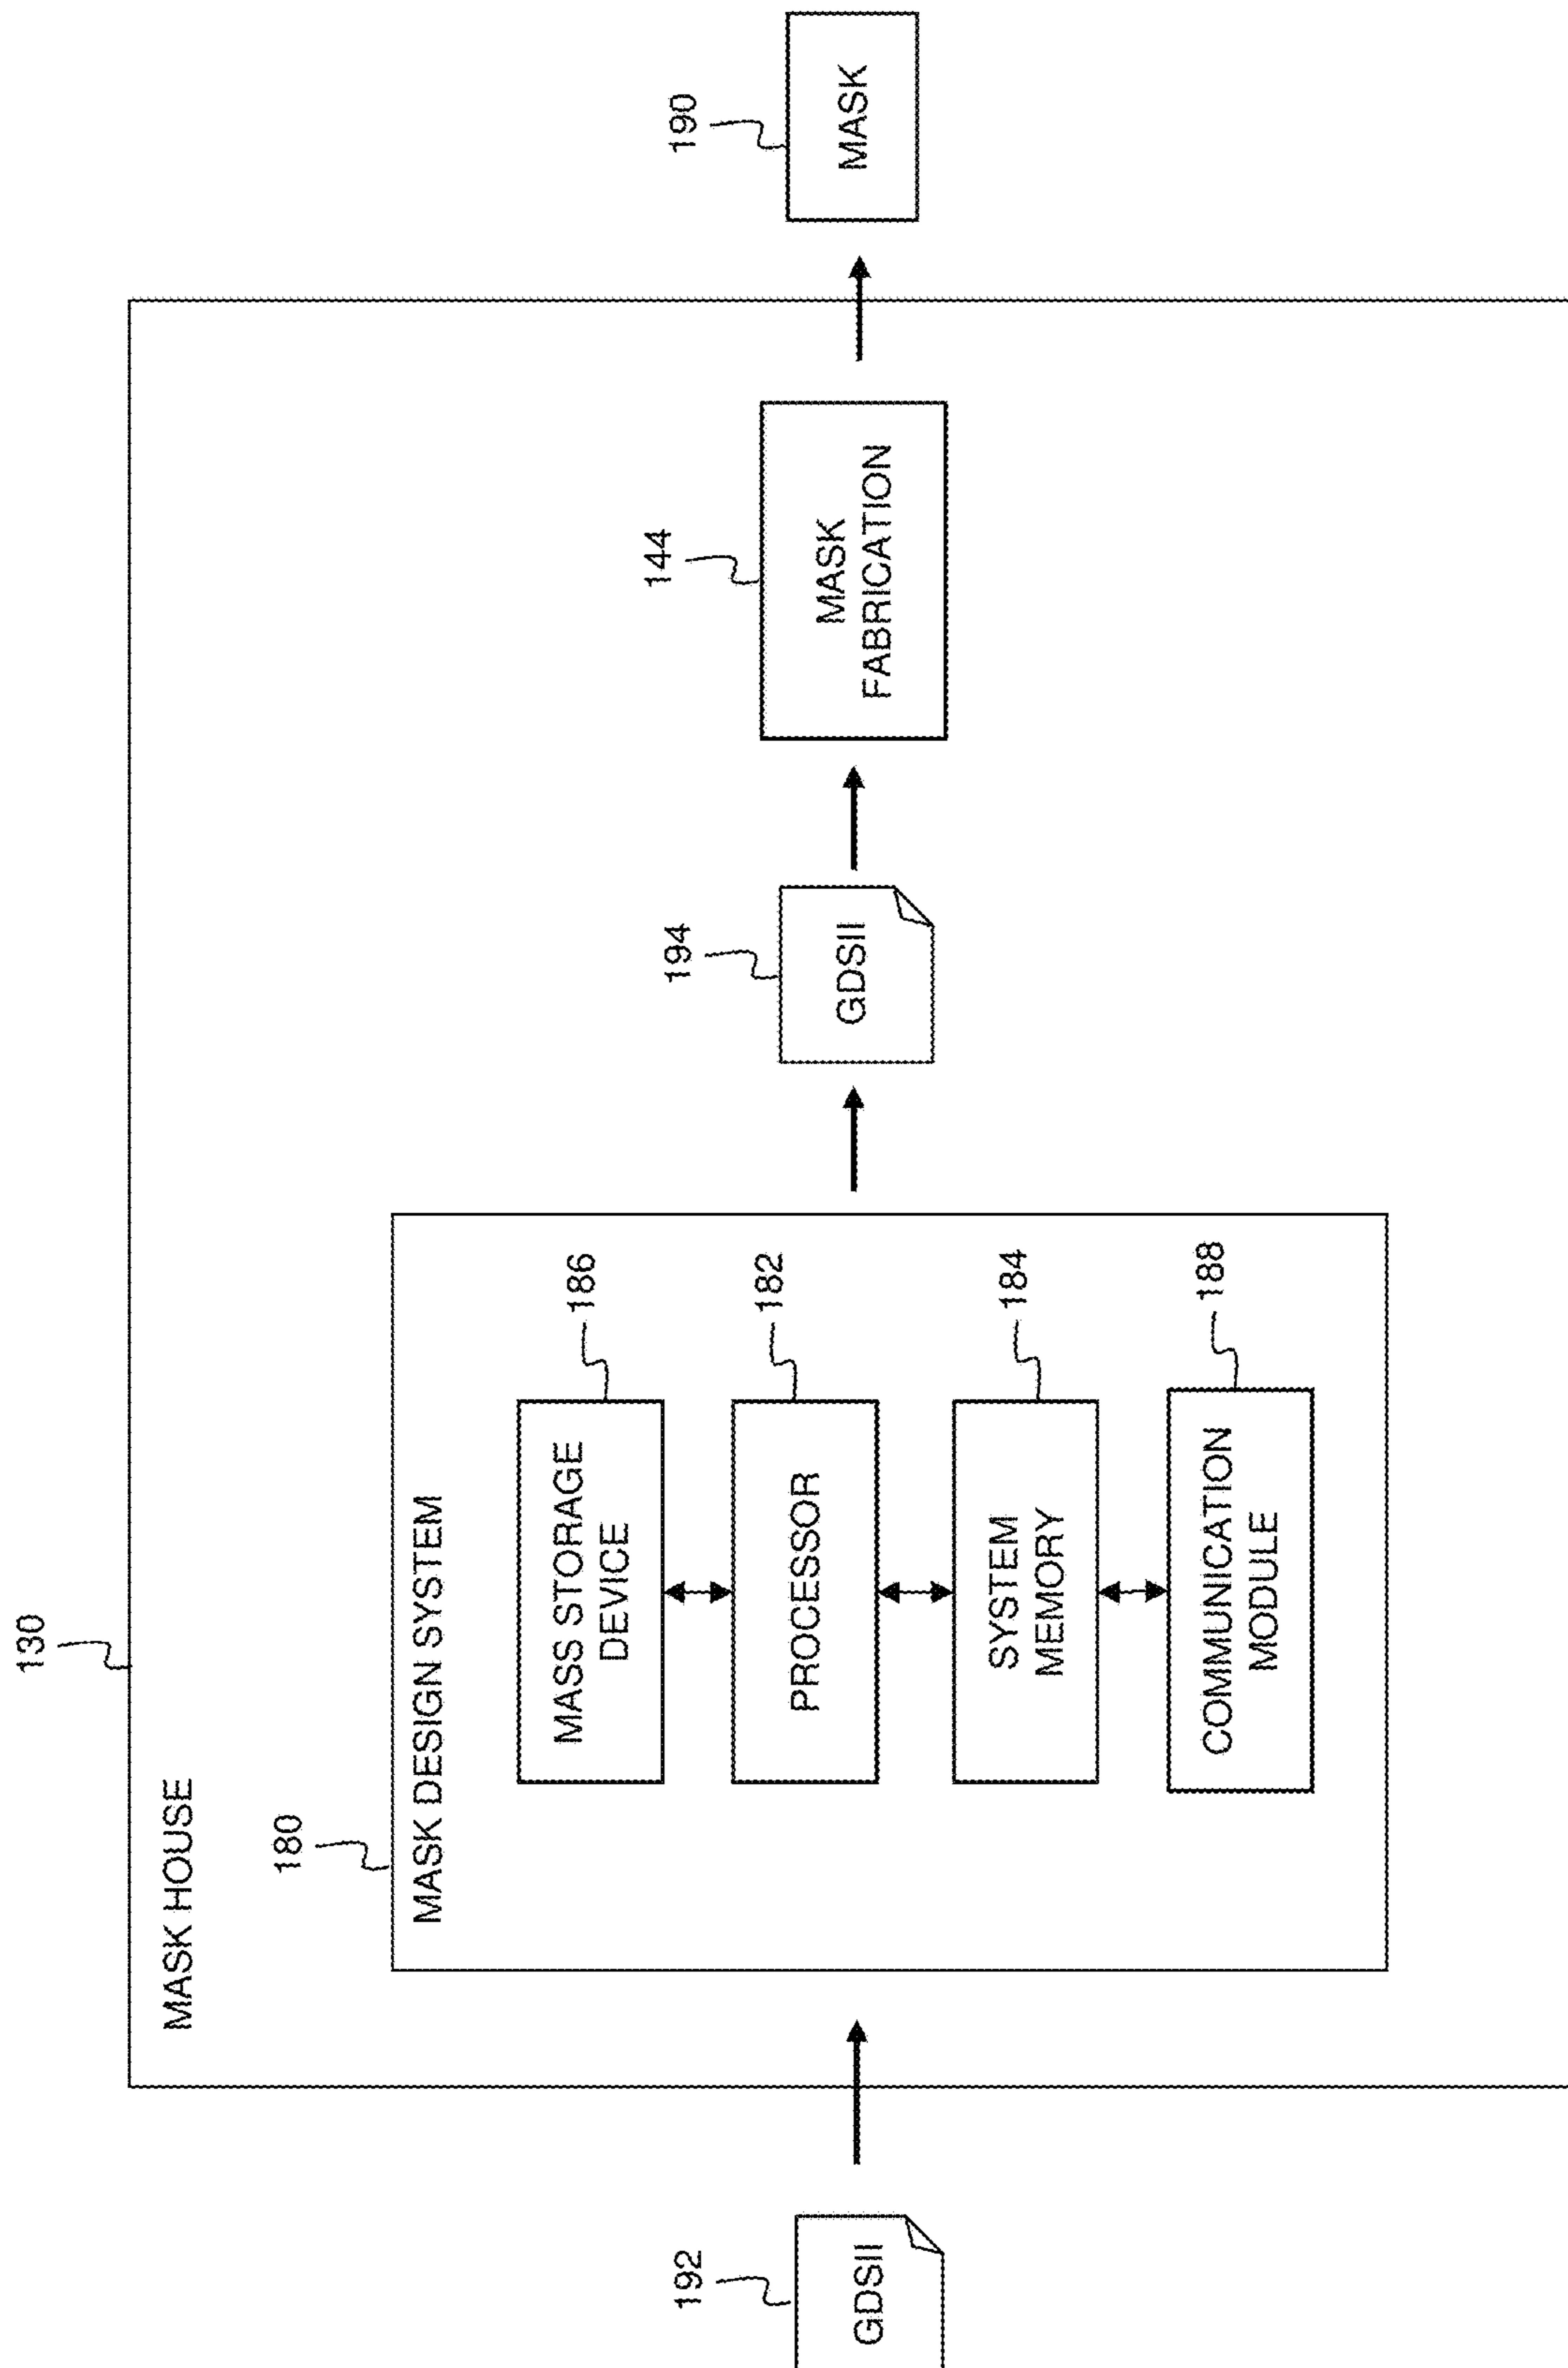 130
MASK HOUSE
180
MASK DESIGN SYSTEM
186
MASS STORAGE
DEVICE
182
PROCESSOR
184
SYSTEM
MEMORY
188
COMMUNICATION
MODULE
192
GDSII
194
GDSII
144
MASK
FABRICATION
190
MASK